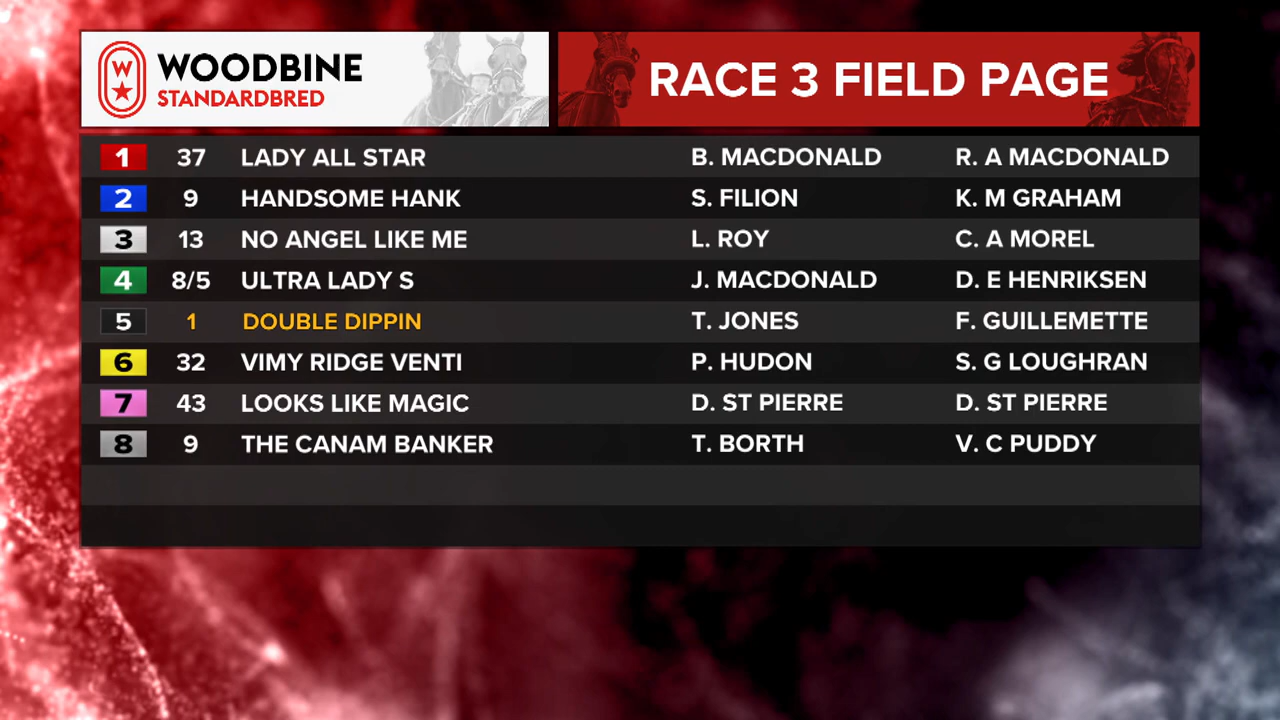 W
WOODBINE
STANDARDBRED
RACE 3 FIELD PAGE
1 37 LADY ALL STAR B. MACDONALD R. A MACDONALD
2 9 HANDSOME HANK S. FILION K. M GRAHAM
3 13 NO ANGEL LIKE ME L. ROY C. A MOREL
4 8/5 ULTRA LADY S J. MACDONALD D. E HENRIKSEN
5 1 DOUBLE DIPPIN T. JONES F. GUILLEMETTE
6 32 VIMY RIDGE VENTI P. HUDON S. G LOUGHRAN
7 43 LOOKS LIKE MAGIC D. ST PIERRE D. ST PIERRE
8 9 THE CANAM BANKER T. BORTH V. C PUDDY